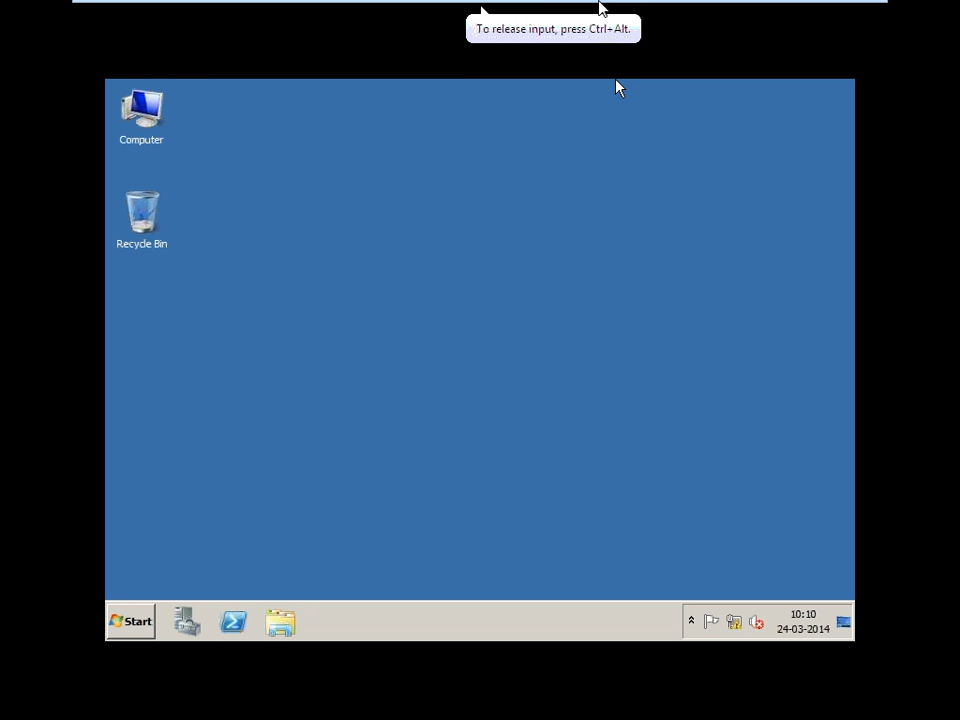 To release input, press Ctrl+Alt.
Computer
Recycle Bin
Start
10:10
24-03-2014